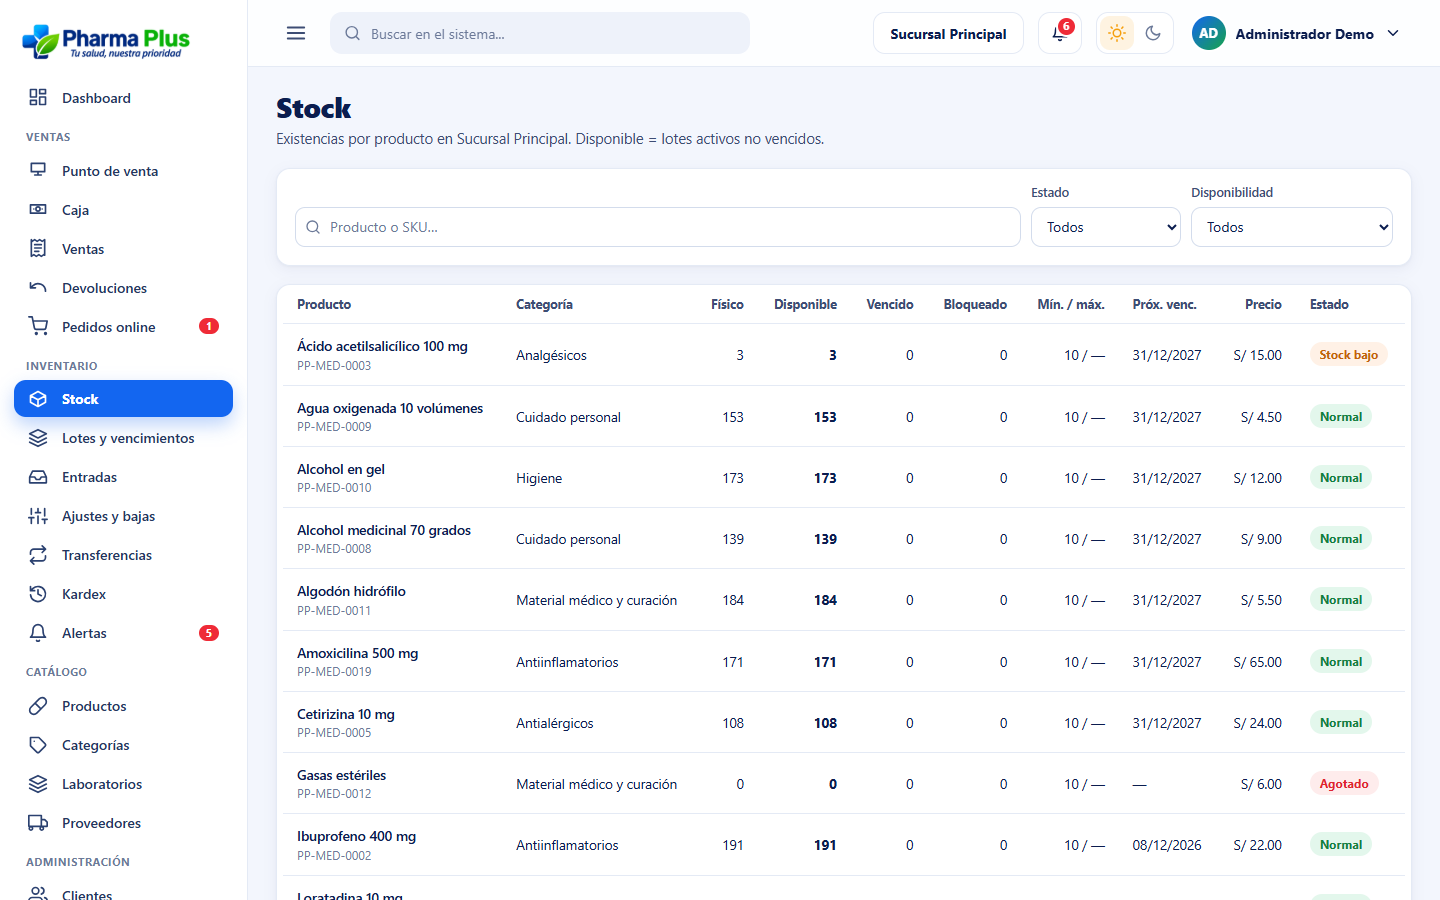 Pharma Plus
Tu salud, nuestra prioridad
Dashboard
VENTAS
Punto de venta
Caja
Ventas
Devoluciones
Pedidos online 1
INVENTARIO
Stock
Lotes y vencimientos
Entradas
Ajustes y bajas
Transferencias
Kardex
Alertas 5
CATÁLOGO
Productos
Categorías
Laboratorios
Proveedores
ADMINISTRACIÓN
Clientes
Buscar en el sistema...
Sucursal Principal
6
AD Administrador Demo
Stock
Existencias por producto en Sucursal Principal. Disponible = lotes activos no vencidos.
Estado Disponibilidad
Producto o SKU... Todos Todos
Producto Categoría Físico Disponible Vencido Bloqueado Mín. / máx. Próx. venc. Precio Estado
Ácido acetilsalicílico 100 mg
PP-MED-0003
Analgésicos 3 3 0 0 10 / — 31/12/2027 S/ 15.00 Stock bajo
Agua oxigenada 10 volúmenes
PP-MED-0009
Cuidado personal 153 153 0 0 10 / — 31/12/2027 S/ 4.50 Normal
Alcohol en gel
PP-MED-0010
Higiene 173 173 0 0 10 / — 31/12/2027 S/ 12.00 Normal
Alcohol medicinal 70 grados
PP-MED-0008
Cuidado personal 139 139 0 0 10 / — 31/12/2027 S/ 9.00 Normal
Algodón hidrófilo
PP-MED-0011
Material médico y curación 184 184 0 0 10 / — 31/12/2027 S/ 5.50 Normal
Amoxicilina 500 mg
PP-MED-0019
Antiinflamatorios 171 171 0 0 10 / — 31/12/2027 S/ 65.00 Normal
Cetirizina 10 mg
PP-MED-0005
Antialérgicos 108 108 0 0 10 / — 31/12/2027 S/ 24.00 Normal
Gasas estériles
PP-MED-0012
Material médico y curación 0 0 0 0 10 / — — S/ 6.00 Agotado
Ibuprofeno 400 mg
PP-MED-0002
Antiinflamatorios 191 191 0 0 10 / — 08/12/2026 S/ 22.00 Normal
Loratadina 10 mg